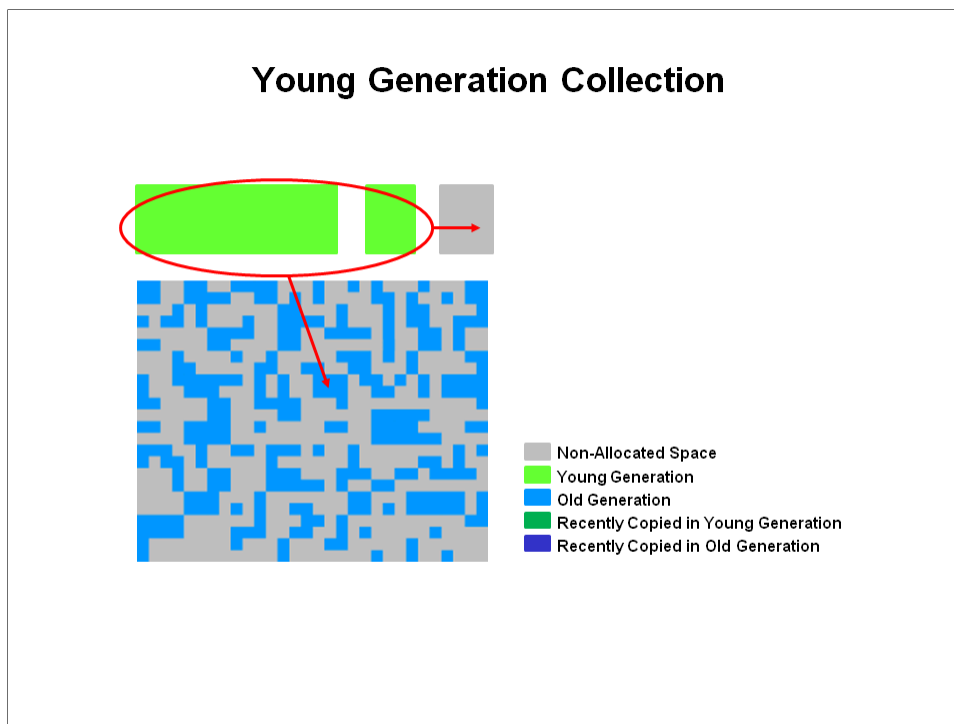 Young Generation Collection
Non-Allocated Space
Young Generation
Old Generation
Recently Copied in Young Generation
Recently Copied in Old Generation